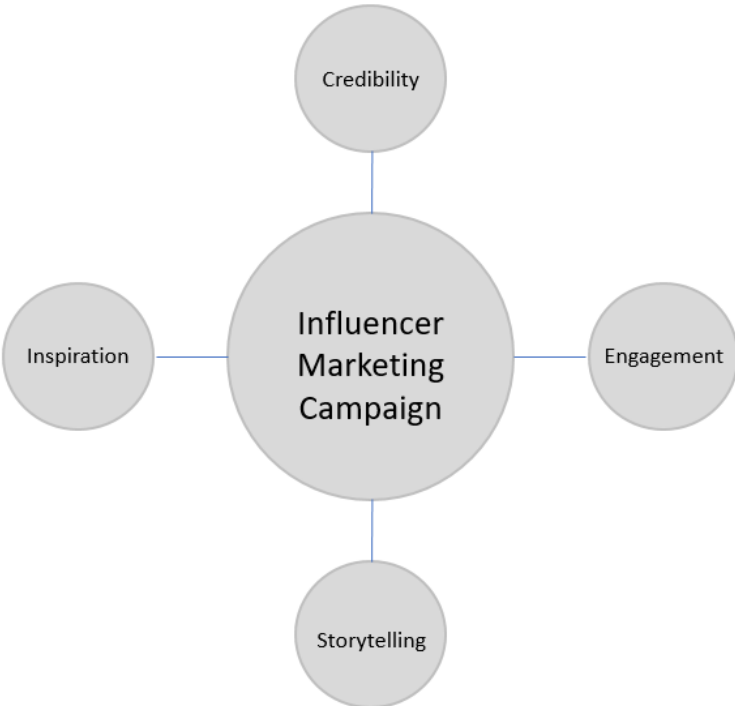 Credibility
Inspiration
Influencer
Marketing
Campaign
Engagement
Storytelling